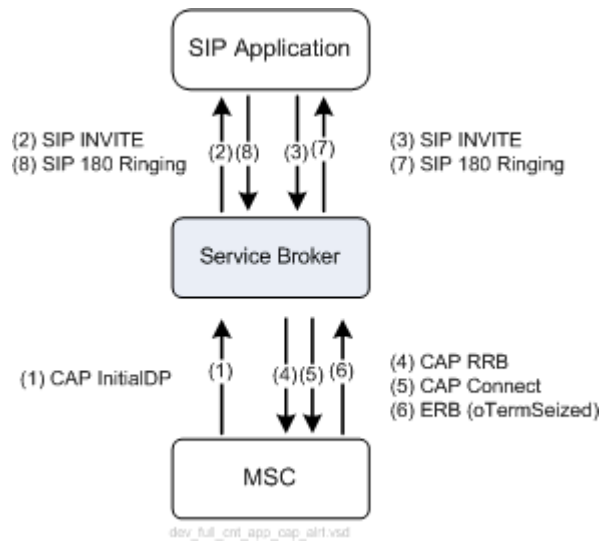 SIP Application
(2) SIP INVITE
(8) SIP 180 Ringing
(2)
(8)
(3)
(7)
(3) SIP INVITE
(7) SIP 180 Ringing
Service Broker
(1) CAP InitialDP
(1)
(4)
(5)
(6)
(4) CAP RRB
(5) CAP Connect
(6) ERB (oTermSeized)
MSC
dev_full_cnt_app_cap_alrt.vsd